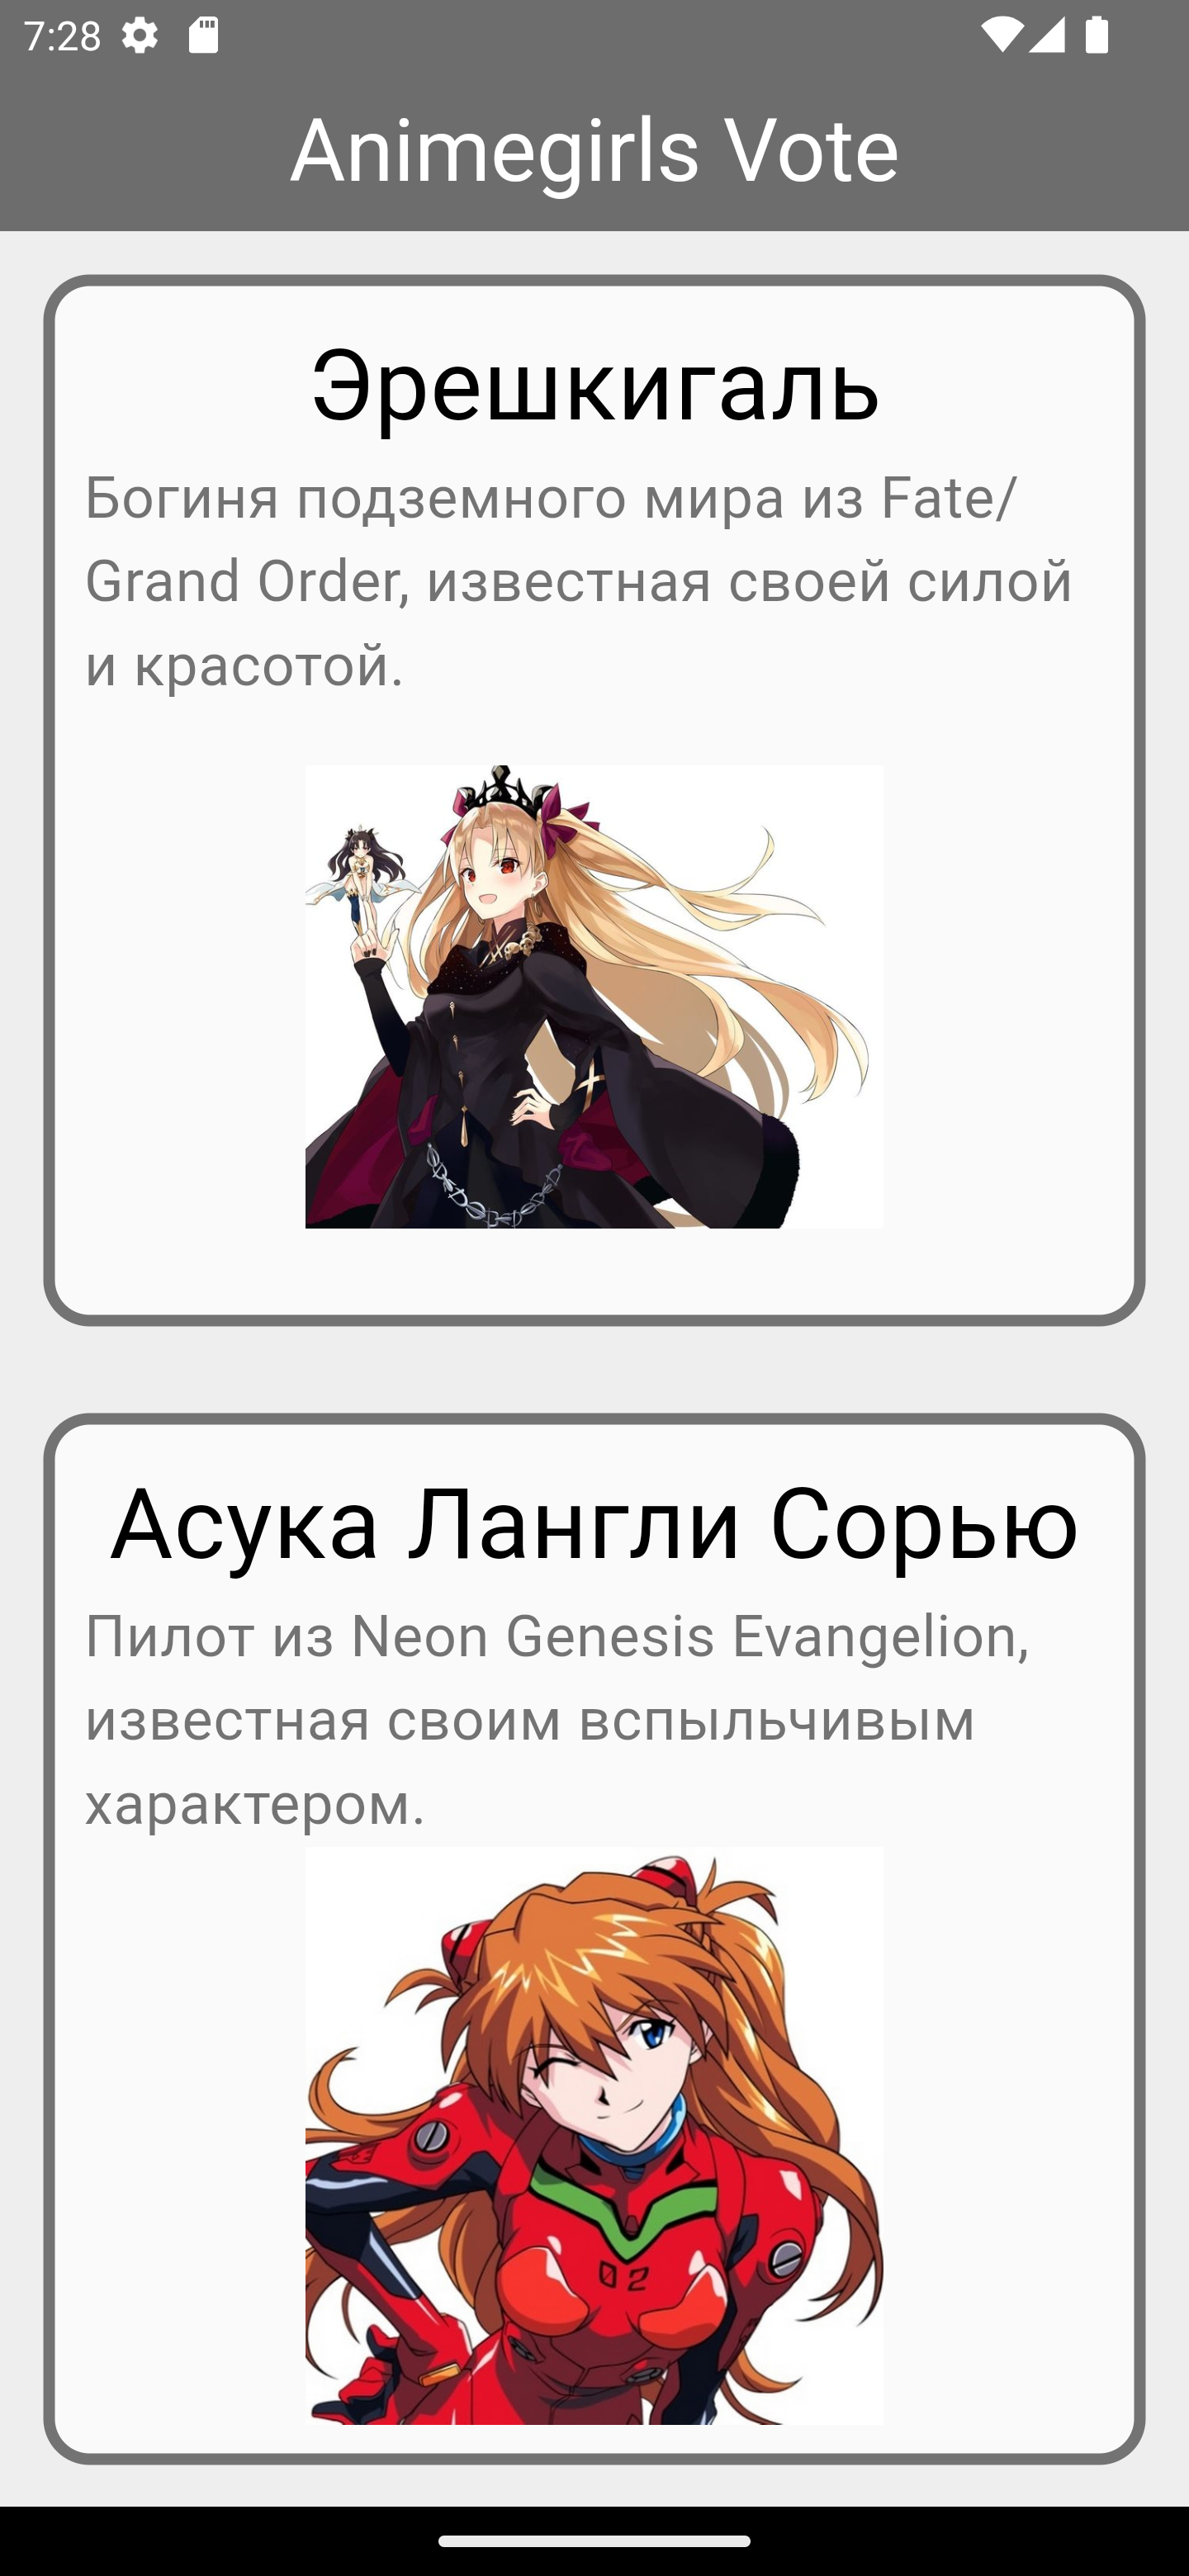 7:28
Animegirls Vote
Эрешкигаль
Богиня подземного мира из Fate/
Grand Order, известная своей силой
и красотой.
Асука Лангли Сорью
Пилот из Neon Genesis Evangelion,
известная своим вспыльчивым
характером.
02